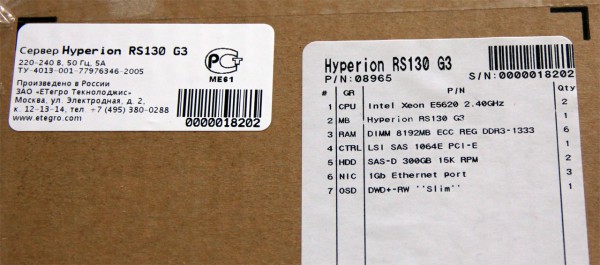 Сервер Hyperion RS130 G3
220-240 В, 50 Гц, 5А
ТУ-4013-001-77976346-2005
Произведено в России
ЗАО «ЕТегро Текнолоджис»
Москва, ул. Электродная, д. 2,
к. 12-13-14, тел. +7 (495) 380-0288
www.etegro.com
РСТ
МЕ61
0000018202
Hyperion RS130 G3
P/N:08965
S/N:0000018202
# GR P/N Qty
1 CPU Intel Xeon E5620 2.40GHz 2
2 MB Hyperion RS130 G3 1
3 RAM DIMM 8192MB ECC REG DDR3-1333 6
4 CTRL LSI SAS 1064E PCI-E 1
5 HDD SAS-D 300GB 15K RPM 2
6 NIC 1Gb Ethernet port 3
7 OSD DWD+-RW ''Slim'' 1